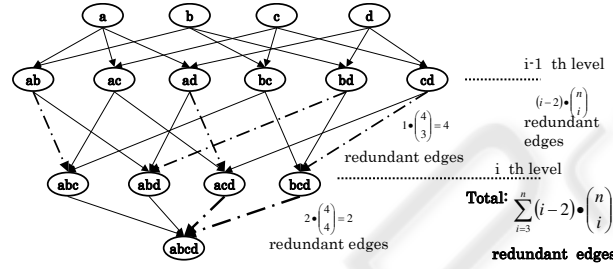 a b c d
ab ac ad bc bd cd
i-1 th level
(i−2)•(n i)
redundant
edges
1•(4 3)=4
redundant edges
abc abd acd bcd
i th level
2•(4 4)=2
redundant edges
Total: ∑ i=3 n (i−2)•(n i)
abcd
redundant edges